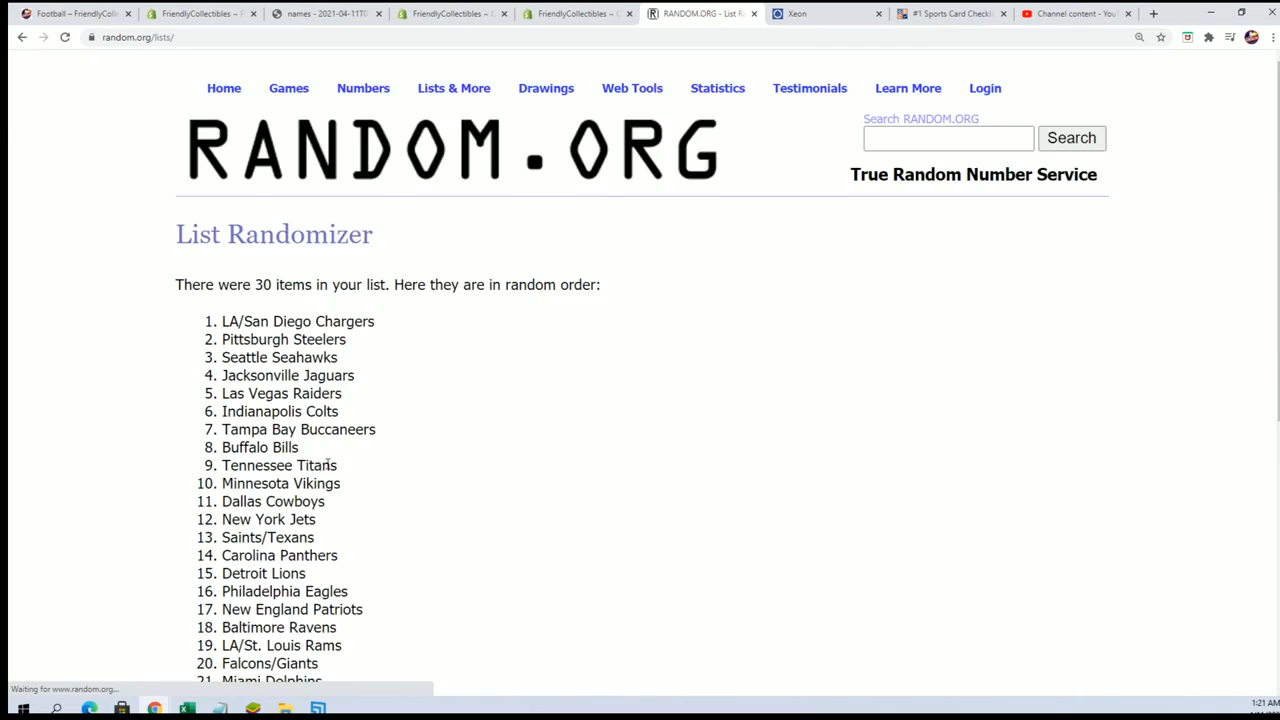 Football ~ FriendlyColle
FriendlyCollectibles ~
names - 2021-04-11T0
FriendlyCollectibles ~
FriendlyCollectibles ~
RANDOM.ORG - List R
Xeon
#1 Sports Card Checkl
Channel content - You
random.org/lists/
Home Games Numbers Lists & More Drawings Web Tools Statistics Testimonials Learn More Login
RANDOM.ORG
Search RANDOM.ORG
Search
True Random Number Service
List Randomizer
There were 30 items in your list. Here they are in random order:
1. LA/San Diego Chargers
2. Pittsburgh Steelers
3. Seattle Seahawks
4. Jacksonville Jaguars
5. Las Vegas Raiders
6. Indianapolis Colts
7. Tampa Bay Buccaneers
8. Buffalo Bills
9. Tennessee Titans
10. Minnesota Vikings
11. Dallas Cowboys
12. New York Jets
13. Saints/Texans
14. Carolina Panthers
15. Detroit Lions
16. Philadelphia Eagles
17. New England Patriots
18. Baltimore Ravens
19. LA/St. Louis Rams
20. Falcons/Giants
21. Miami Dolphins
Waiting for www.random.org...
1:21 AM